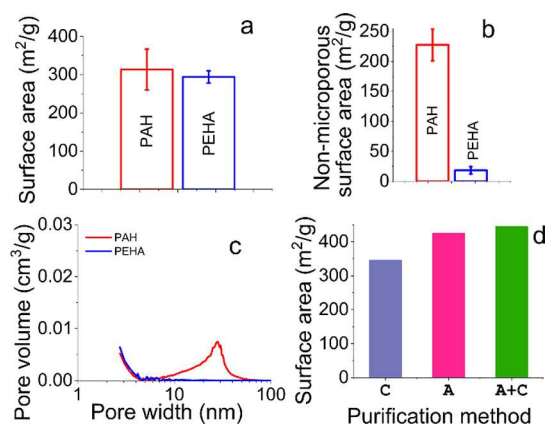 a
Surface area (m²/g)
400
300
200
100
0
PAH
PEHA
b
Non-microporous
surface area (m²/g)
250
200
150
100
50
0
PAH
PEHA
c
Pore volume (cm³/g)
0.03
0.02
0.01
0.00
PAH
PEHA
1 10 100
Pore width (nm)
d
Surface area (m²/g)
400
300
200
100
0
C A A+C
Purification method